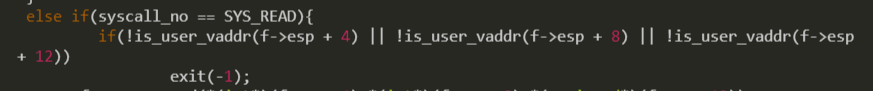 else if(syscall_no == SYS_READ){
if(!is_user_vaddr(f->esp + 4) || !is_user_vaddr(f->esp + 8) || !is_user_vaddr(f->esp
+ 12))
exit(-1);